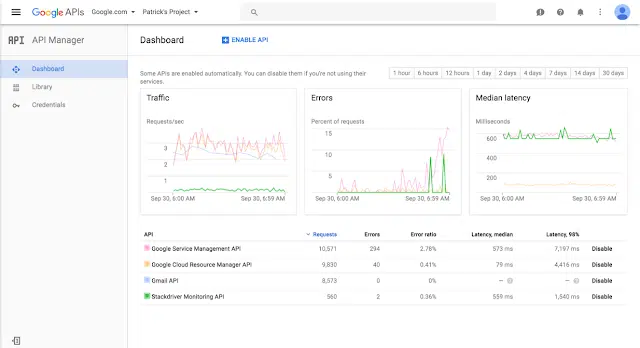 Google APIs Google.com Patrick's Project
API API Manager Dashboard ENABLE API
Dashboard
Library
Credentials
Some APIs are enabled automatically. You can disable them if you're not using their
services.
1 hour 6 hours 12 hours 1 day 2 days 4 days 7 days 14 days 30 days
Traffic
Requests/sec
3
2
1
Sep 30, 6:00 AM Sep 30, 6:59 AM
Errors
Percent of requests
15
10
5
Sep 30, 6:00 AM Sep 30, 6:59 AM
Median latency
Milliseconds
600
400
200
Sep 30, 6:00 AM Sep 30, 6:59 AM
API Requests Errors Error ratio Latency, median Latency, 98%
Google Service Management API 10,571 294 2.78% 573 ms 7,197 ms Disable
Google Cloud Resource Manager API 9,830 40 0.41% 79 ms 4,416 ms Disable
Gmail API 8,573 0 0% — — Disable
Stackdriver Monitoring API 560 2 0.36% 559 ms 1,540 ms Disable